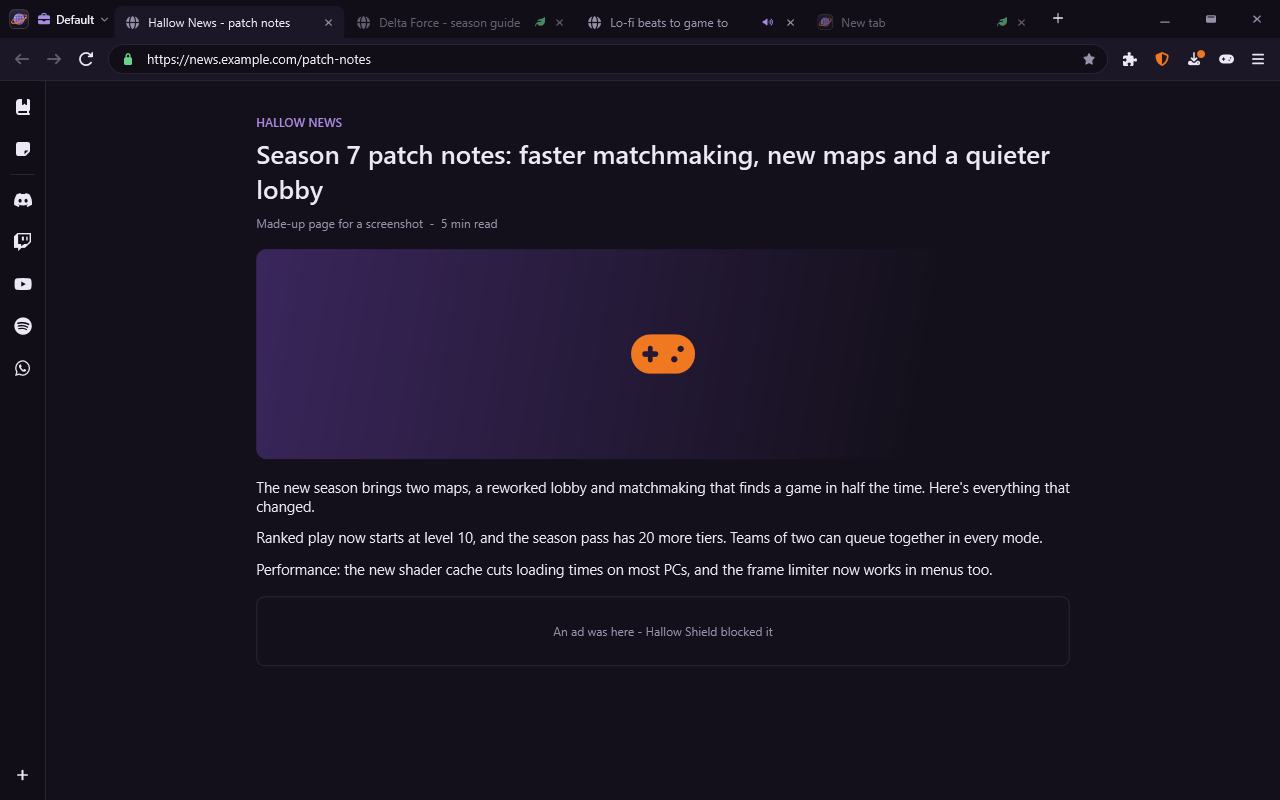 Default
Hallow News - patch notes
Delta Force - season guide
Lo-fi beats to game to
New tab
https://news.example.com/patch-notes
HALLOW NEWS
Season 7 patch notes: faster matchmaking, new maps and a quieter
lobby
Made-up page for a screenshot - 5 min read
The new season brings two maps, a reworked lobby and matchmaking that finds a game in half the time. Here's everything that
changed.
Ranked play now starts at level 10, and the season pass has 20 more tiers. Teams of two can queue together in every mode.
Performance: the new shader cache cuts loading times on most PCs, and the frame limiter now works in menus too.
An ad was here - Hallow Shield blocked it